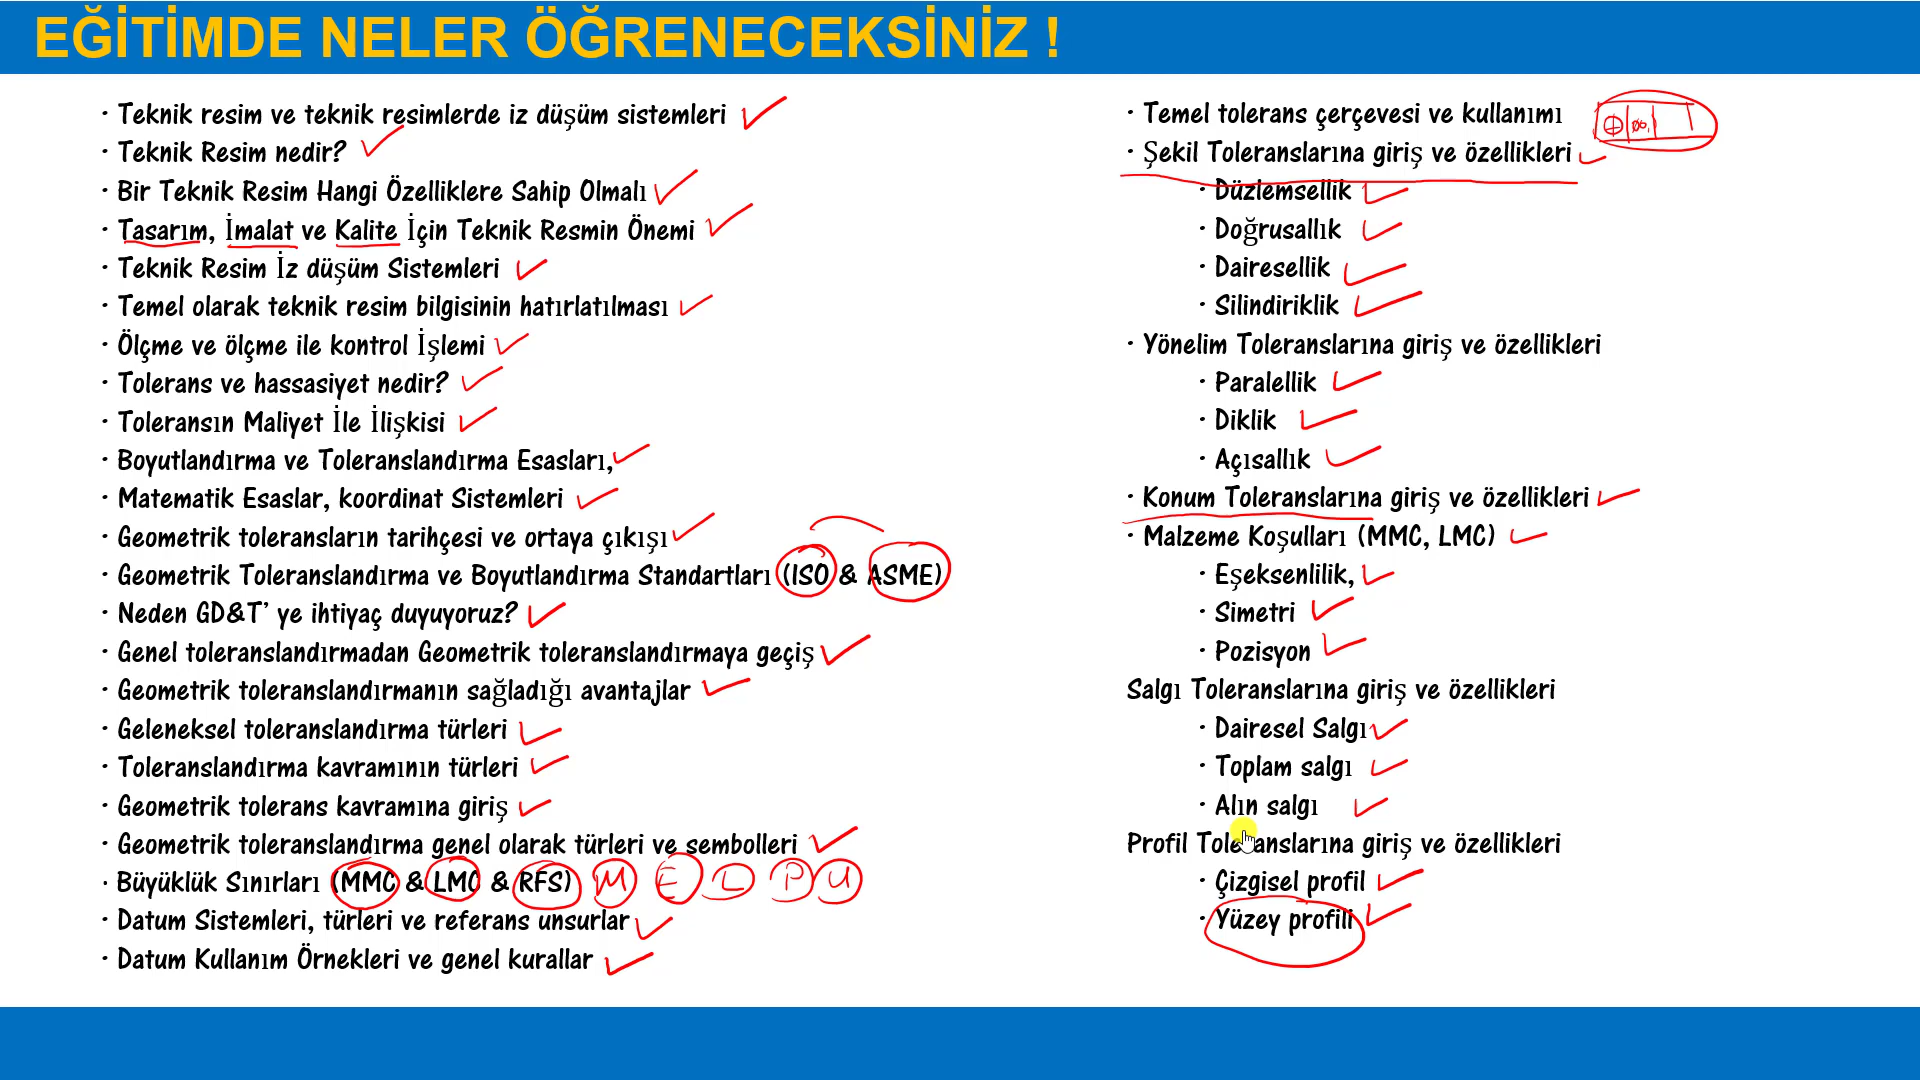 EĞİTİMDE NELER ÖĞRENECEKSİNİZ !
· Teknik resim ve teknik resimlerde iz düşüm sistemleri
· Teknik Resim nedir?
· Bir Teknik Resim Hangi Özelliklere Sahip Olmalı
· Tasarım, İmalat ve Kalite İçin Teknik Resmin Önemi
· Teknik Resim İz düşüm Sistemleri
· Temel olarak teknik resim bilgisinin hatırlatılması
· Ölçme ve ölçme ile kontrol İşlemi
· Tolerans ve hassasiyet nedir?
· Toleransın Maliyet İle İlişkisi
· Boyutlandırma ve Toleranslandırma Esasları,
· Matematik Esaslar, koordinat Sistemleri
· Geometrik toleransların tarihçesi ve ortaya çıkışı
· Geometrik Toleranslandırma ve Boyutlandırma Standartları (ISO & ASME)
· Neden GD&T' ye ihtiyaç duyuyoruz?
· Genel toleranslandırmadan Geometrik toleranslandırmaya geçiş
· Geometrik toleranslandırmanın sağladığı avantajlar
· Geleneksel toleranslandırma türleri
· Toleranslandırma kavramının türleri
· Geometrik tolerans kavramına giriş
· Geometrik toleranslandırma genel olarak türleri ve sembolleri
· Büyüklük Sınırları (MMC & LMC & RFS) M E L P U
· Datum Sistemleri, türleri ve referans unsurlar
· Datum Kullanım Örnekleri ve genel kurallar
· Temel tolerans çerçevesi ve kullanımı
· Şekil Toleranslarına giriş ve özellikleri
· Düzlemsellik
· Doğrusallık
· Dairesellik
· Silindiriklik
· Yönelim Toleranslarına giriş ve özellikleri
· Paralellik
· Diklik
· Açısallık
· Konum Toleranslarına giriş ve özellikleri
· Malzeme Koşulları (MMC, LMC)
· Eşeksenlilik,
· Simetri
· Pozisyon
Salgı Toleranslarına giriş ve özellikleri
· Dairesel Salgı
· Toplam salgı
· Alın salgı
Profil Toleranslarına giriş ve özellikleri
· Çizgisel profil
· Yüzey profili